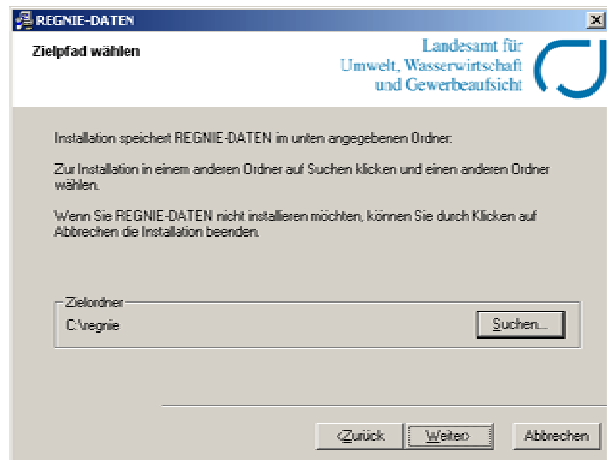 REGNIE-DATEN
Zielpfad wählen
Landesamt für
Umwelt, Wasserwirtschaft
und Gewerbeaufsicht
Installation speichert REGNIE-DATEN im unten angegebenen Ordner:
Zur Installation in einem anderen Ordner auf Suchen klicken und einen anderen Ordner
wählen.
Wenn Sie REGNIE-DATEN nicht installieren möchten, können Sie durch Klicken auf
Abbrechen die Installation beenden.
Zielordner
C:\regnie
Suchen...
<Zurück
Weiter>
Abbrechen